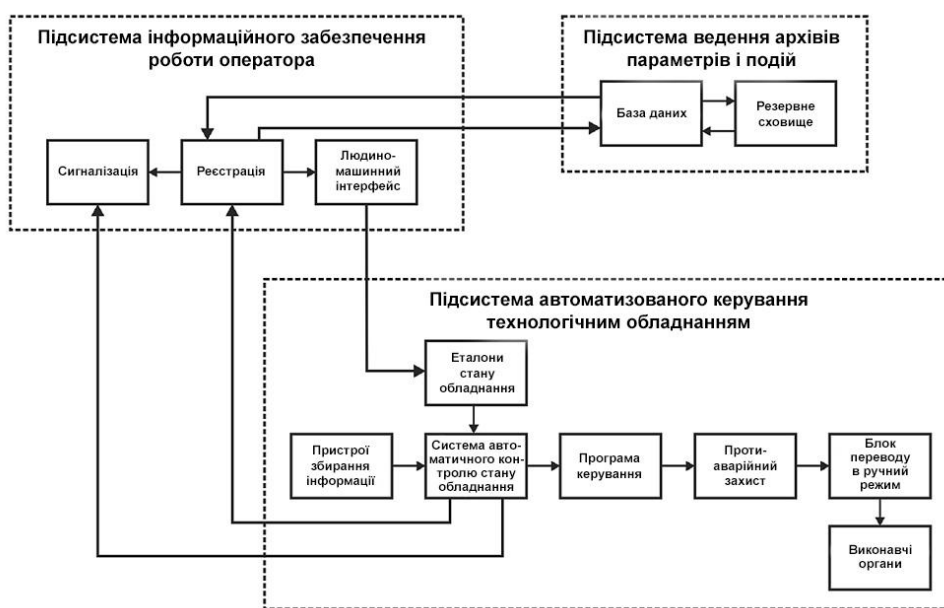 Підсистема інформаційного забезпечення
роботи оператора
Підсистема ведення архівів
параметрів і подій
База даних
Резервне
сховище
Сигналізація
Реєстрація
Людино-
машинний
інтерфейс
Підсистема автоматизованого керування
технологічним обладнанням
Еталони
стану
обладнання
Пристрої
збирання
інформації
Система авто-
матичного кон-
тролю стану
обладнання
Програма
керування
Проти-
аварійний
захист
Блок
переводу
в ручний
режим
Виконавчі
органи